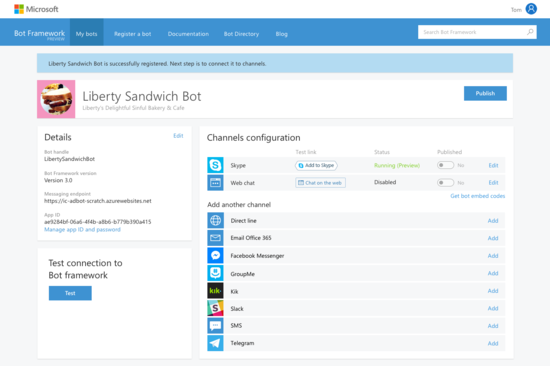 Microsoft
Tom
Bot Framework
PREVIEW
My bots
Register a bot
Documentation
Bot Directory
Blog
Search Bot Framework
Liberty Sandwich Bot is successfully registered. Next step is to connect it to channels.
Liberty Sandwich Bot
Liberty's Delightful Sinful Bakery & Cafe
Publish
Details
Edit
Bot handle
LibertySandwichBot
Bot Framework version
Version 3.0
Messaging endpoint
https://ic-adbot-scratch.azurewebsites.net
App ID
ae9284bf-06a6-4f4b-a8b6-b779b390a415
Manage app ID and password
Test connection to
Bot framework
Test
Channels configuration
Test link Status Published
Skype Add to Skype Running (Preview) No Edit
Web chat Chat on the web Disabled No Edit
Get bot embed codes
Add another channel
Direct line Add
Email Office 365 Add
Facebook Messenger Add
GroupMe Add
kik Kik Add
Slack Add
SMS Add
Telegram Add